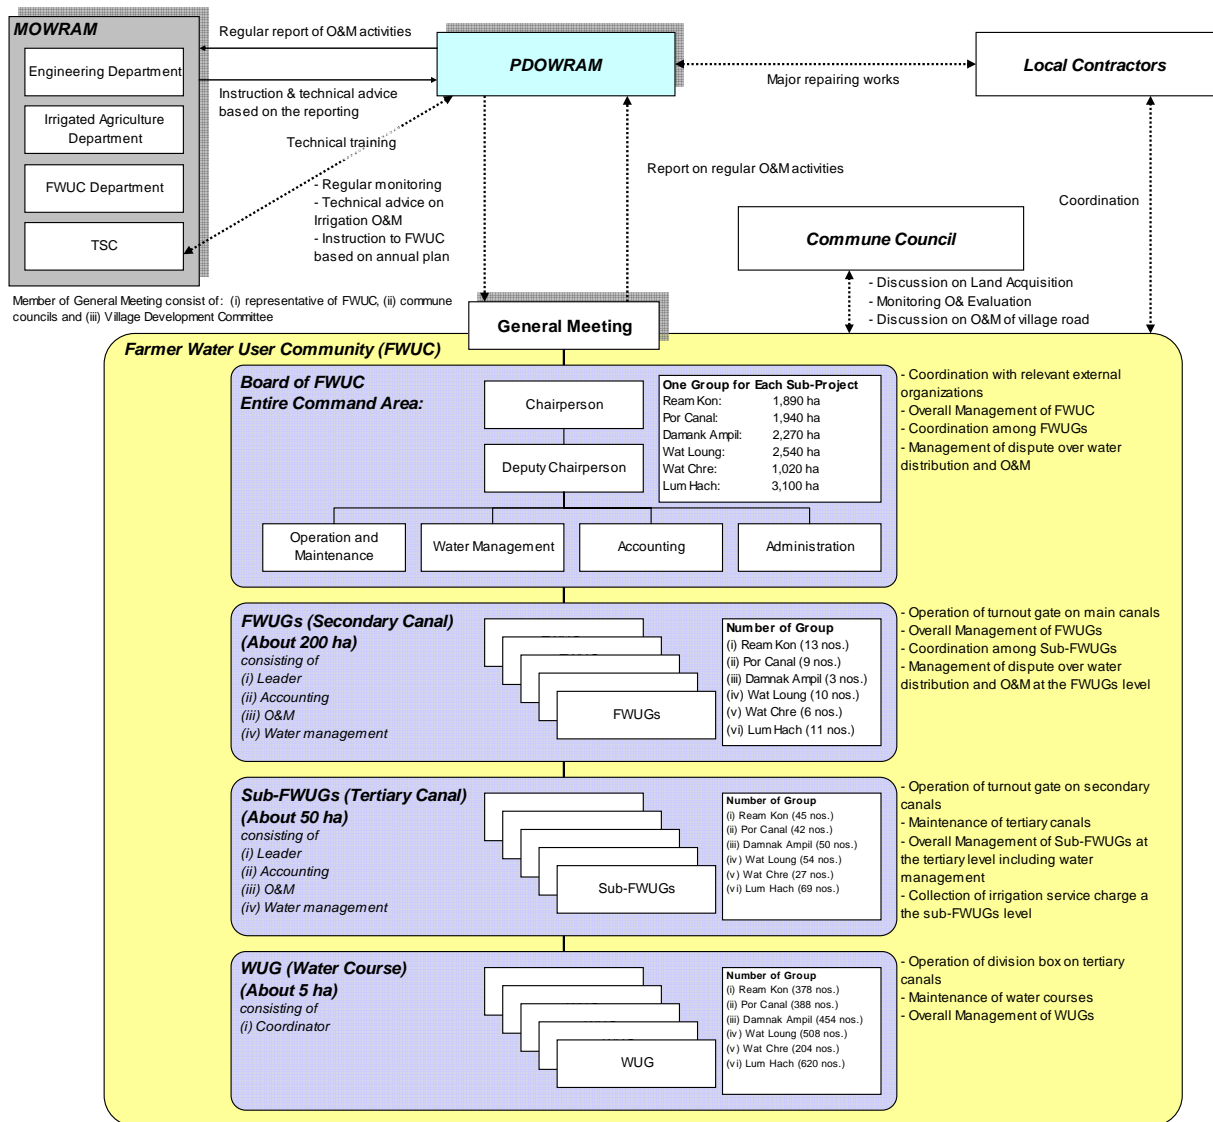 MOWRAM
Engineering Department
Irrigated Agriculture
Department
FWUC Department
TSC
Regular report of O&M activities
Instruction & technical advice
based on the reporting
Technical training
PDOWRAM
Major repairing works
Local Contractors
- Regular monitoring
- Technical advice on
Irrigation O&M
- Instruction to FWUC
based on annual plan
Report on regular O&M activities
Coordination
Commune Council
- Discussion on Land Acquisition
- Monitoring O& Evaluation
- Discussion on O&M of village road
Member of General Meeting consist of: (i) representative of FWUC, (ii) commune
councils and (iii) Village Development Committee
General Meeting
Farmer Water User Community (FWUC)
Board of FWUC
Entire Command Area:
Chairperson
Deputy Chairperson
One Group for Each Sub-Project
Ream Kon: 1,890 ha
Por Canal: 1,940 ha
Damank Ampil: 2,270 ha
Wat Loung: 2,540 ha
Wat Chre: 1,020 ha
Lum Hach: 3,100 ha
Operation and
Maintenance
Water Management
Accounting
Administration
- Coordination with relevant external
organizations
- Overall Management of FWUC
- Coordination among FWUGs
- Management of dispute over water
distribution and O&M
FWUGs (Secondary Canal)
(About 200 ha)
consisting of
(i) Leader
(ii) Accounting
(iii) O&M
(iv) Water management
FWUGs
Number of Group
(i) Ream Kon (13 nos.)
(ii) Por Canal (9 nos.)
(iii) Damnak Ampil (3 nos.)
(iv) Wat Loung (10 nos.)
(v) Wat Chre (6 nos.)
(vi) Lum Hach (11 nos.)
- Operation of turnout gate on main canals
- Overall Management of FWUGs
- Coordination among Sub-FWUGs
- Management of dispute over water
distribution and O&M at the FWUGs level
Sub-FWUGs (Tertiary Canal)
(About 50 ha)
consisting of
(i) Leader
(ii) Accounting
(iii) O&M
(iv) Water management
Sub-FWUGs
Number of Group
(i) Ream Kon (45 nos.)
(ii) Por Canal (42 nos.)
(iii) Damnak Ampil (50 nos.)
(iv) Wat Loung (54 nos.)
(v) Wat Chre (27 nos.)
(vi) Lum Hach (69 nos.)
- Operation of turnout gate on secondary
canals
- Maintenance of tertiary canals
- Overall Management of Sub-FWUGs at
the tertiary level including water
management
- Collection of irrigation service charge a
the sub-FWUGs level
WUG (Water Course)
(About 5 ha)
consisting of
(i) Coordinator
WUG
Number of Group
(i) Ream Kon (378 nos.)
(ii) Por Canal (388 nos.)
(iii) Damnak Ampil (454 nos.)
(iv) Wat Loung (508 nos.)
(v) Wat Chre (204 nos.)
(vi) Lum Hach (620 nos.)
- Operation of division box on tertiary
canals
- Maintenance of water courses
- Overall Management of WUGs